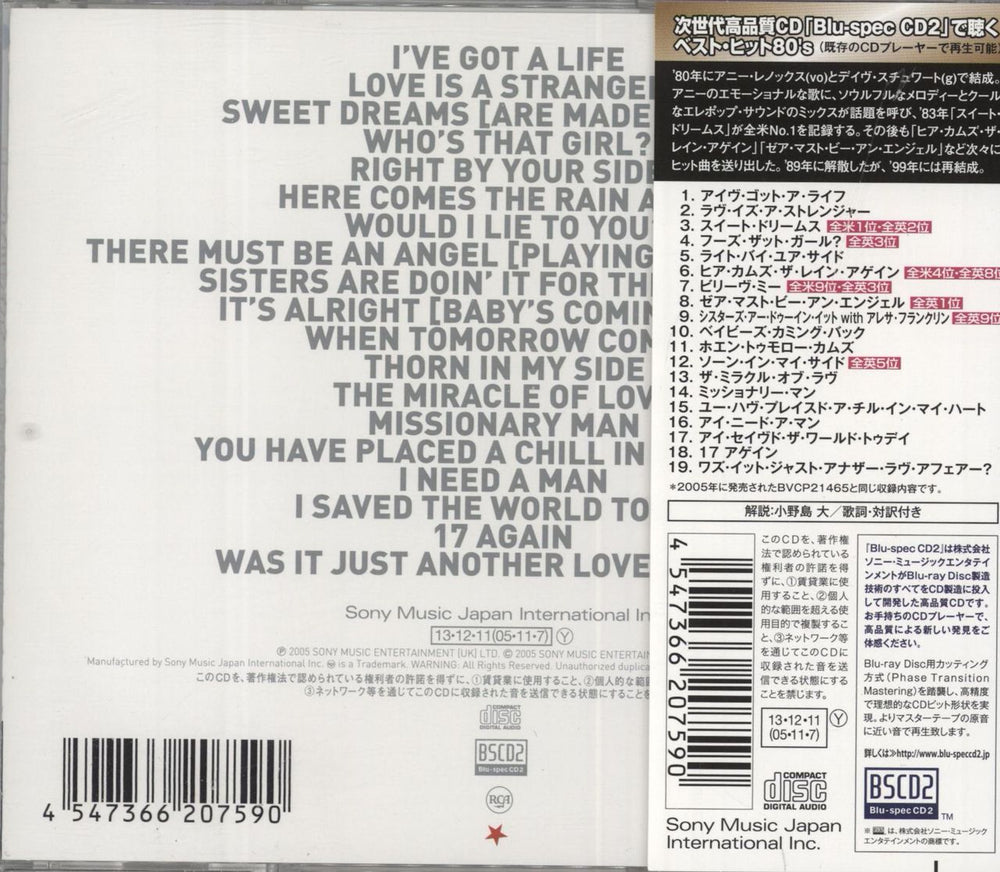 I'VE GOT A LIFE
LOVE IS A STRANGER
SWEET DREAMS [ARE MADE
WHO'S THAT GIRL?
RIGHT BY YOUR SIDE
HERE COMES THE RAIN A
WOULD I LIE TO YOU
THERE MUST BE AN ANGEL [PLAYING
SISTERS ARE DOIN' IT FOR TH
IT'S ALRIGHT [BABY'S COMIN
WHEN TOMORROW COM
THORN IN MY SIDE
THE MIRACLE OF LOV
MISSIONARY MAN
YOU HAVE PLACED A CHILL IN
I NEED A MAN
I SAVED THE WORLD TO
17 AGAIN
WAS IT JUST ANOTHER LOVE
Sony Music Japan International In
13・12・11(05・11・7) Y
Ⓟ 2005 SONY MUSIC ENTERTAINMENT [UK] LTD. © 2005 SONY MUSIC ENTERTAIN
Manufactured by Sony Music Japan International Inc. is a Trademark. WARNING: All Rights Reserved. Unauthorized duplica
このCDを、著作権法で認められている権利者の許諾を得ずに、①賃貸業に使用すること、②個人的な範
③ネットワーク等を通じてこのCDに収録された音を送信できる状態にすることを
COMPACT
disc
DIGITAL AUDIO
BSCD2
Blu-spec CD2
RCA
4 547366 207590
次世代高品質CD「Blu-spec CD2」で聴く
ベスト・ヒット80's (既存のCDプレーヤーで再生可能)
'80年にアニー・レノックス(vo)とデイヴ・スチュワート(g)で結成。
アニーのエモーショナルな歌に、ソウルフルなメロディーとクール
なエレポップ・サウンドのミックスが話題を呼び、'83年「スイート・
ドリームス」が全米No.1を記録する。その後も「ヒア・カムズ・ザ・
レイン・アゲイン」「ゼア・マスト・ビー・アン・エンジェル」など次々に
ヒット曲を送り出した。'89年に解散したが、'99年には再結成。
1. アイヴ・ゴット・ア・ライフ
2. ラヴ・イズ・ア・ストレンジャー
3. スイート・ドリームス 全米1位・全英2位
4. フーズ・ザット・ガール? 全英3位
5. ライト・バイ・ユア・サイド
6. ヒア・カムズ・ザ・レイン・アゲイン 全米4位・全英8位
7. ビリーヴ・ミー 全米9位・全英3位
8. ゼア・マスト・ビー・アン・エンジェル 全英1位
9. シスターズ・アー・ドゥーイン・イット with アレサ・フランクリン 全英9位
10. ベイビーズ・カミング・バック
11. ホエン・トゥモロー・カムズ
12. ソーン・イン・マイ・サイド 全英5位
13. ザ・ミラクル・オブ・ラヴ
14. ミッショナリー・マン
15. ユー・ハヴ・プレイスド・ア・チル・イン・マイ・ハート
16. アイ・ニード・ア・マン
17. アイ・セイヴド・ザ・ワールド・トゥデイ
18. 17 アゲイン
19. ワズ・イット・ジャスト・アナザー・ラヴ・アフェアー?
*2005年に発売されたBVCP21465と同じ収録内容です。
解説:小野島 大/歌詞・対訳付き
4 547366 207590
このCDを、著作権
法で認められている
権利者の許諾を得
ずに、①賃貸業に使
用すること、②個人
的な範囲を超える使
用目的で複製するこ
と、③ネットワーク等
を通じてこのCDに
収録された音を送
信できる状態にする
ことを禁じます。
13・12・11 Y
(05・11・7)
COMPACT
disc
DIGITAL AUDIO
Sony Music Japan
International Inc.
「Blu-spec CD2」は株式会社
ソニー・ミュージックエンタテイ
ンメントがBlu-ray Disc製造
技術のすべてをCD製造に投入
して開発した高品質CDです。
お手持ちのCDプレーヤーで、
高品質による新しい発見をご
体感ください。
Blu-ray Disc用カッティング
方式(Phase Transition
Mastering)を踏襲し、高精度
で理想的なCDピット形状を実
現。よりマスターテープの原音
に近い音で再生致します。
詳しくは≫http://www.blu-speccd2.jp
BSCD2
Blu-spec CD2 TM
※ は、株式会社ソニー・ミュージック
エンタテインメントの商標です。